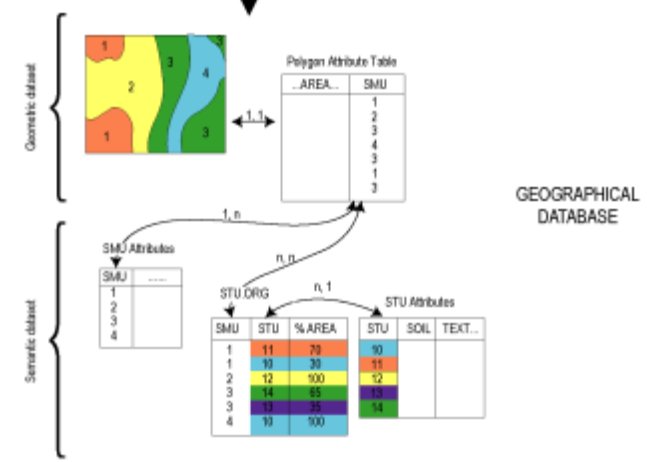 Geometric dataset
1
3
3
2
4
1
3
1, 1
Polygon Attribute Table
...AREA... SMU
1
2
3
4
3
1
3
GEOGRAPHICAL
DATABASE
Semantic dataset
1, n
SMU Attributes
SMU ......
1
2
3
4
n, n
STU.ORG
n, 1
STU Attributes
SMU STU % AREA
1 11 70
1 10 30
2 12 100
3 14 65
3 13 35
4 10 100
STU SOIL TEXT...
10
11
12
13
14